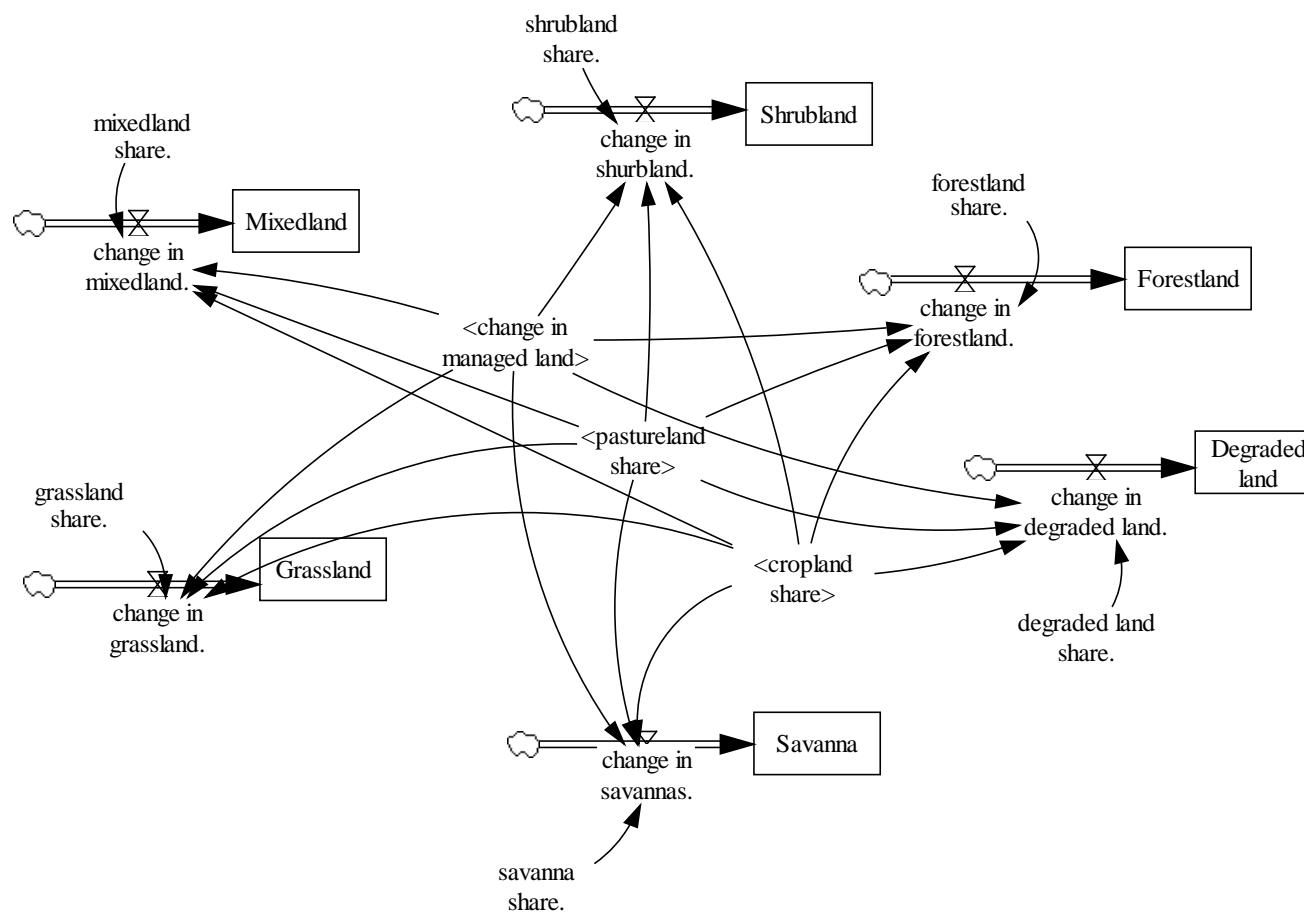 shrubland
share.
Shrubland
change in
shurbland.
mixedland
share.
Mixedland
change in
mixedland.
forestland
share.
Forestland
change in
forestland.
<change in
managed land>
<pastureland
share>
Degraded
land
change in
degraded land.
grassland
share.
Grassland
change in
grassland.
<cropland
share>
degraded land
share.
Savanna
change in
savannas.
savanna
share.